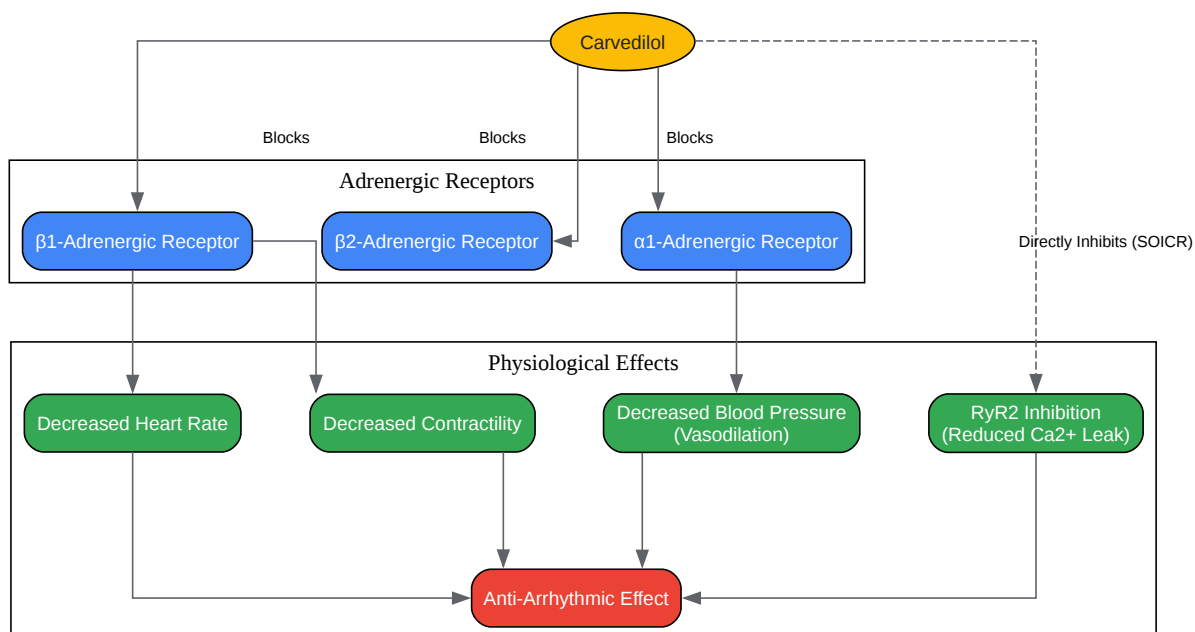 Carvedilol
Blocks
Blocks
Blocks
Adrenergic Receptors
β1-Adrenergic Receptor
β2-Adrenergic Receptor
α1-Adrenergic Receptor
Directly Inhibits (SOICR)
Physiological Effects
Decreased Heart Rate
Decreased Contractility
Decreased Blood Pressure
(Vasodilation)
RyR2 Inhibition
(Reduced Ca2+ Leak)
Anti-Arrhythmic Effect